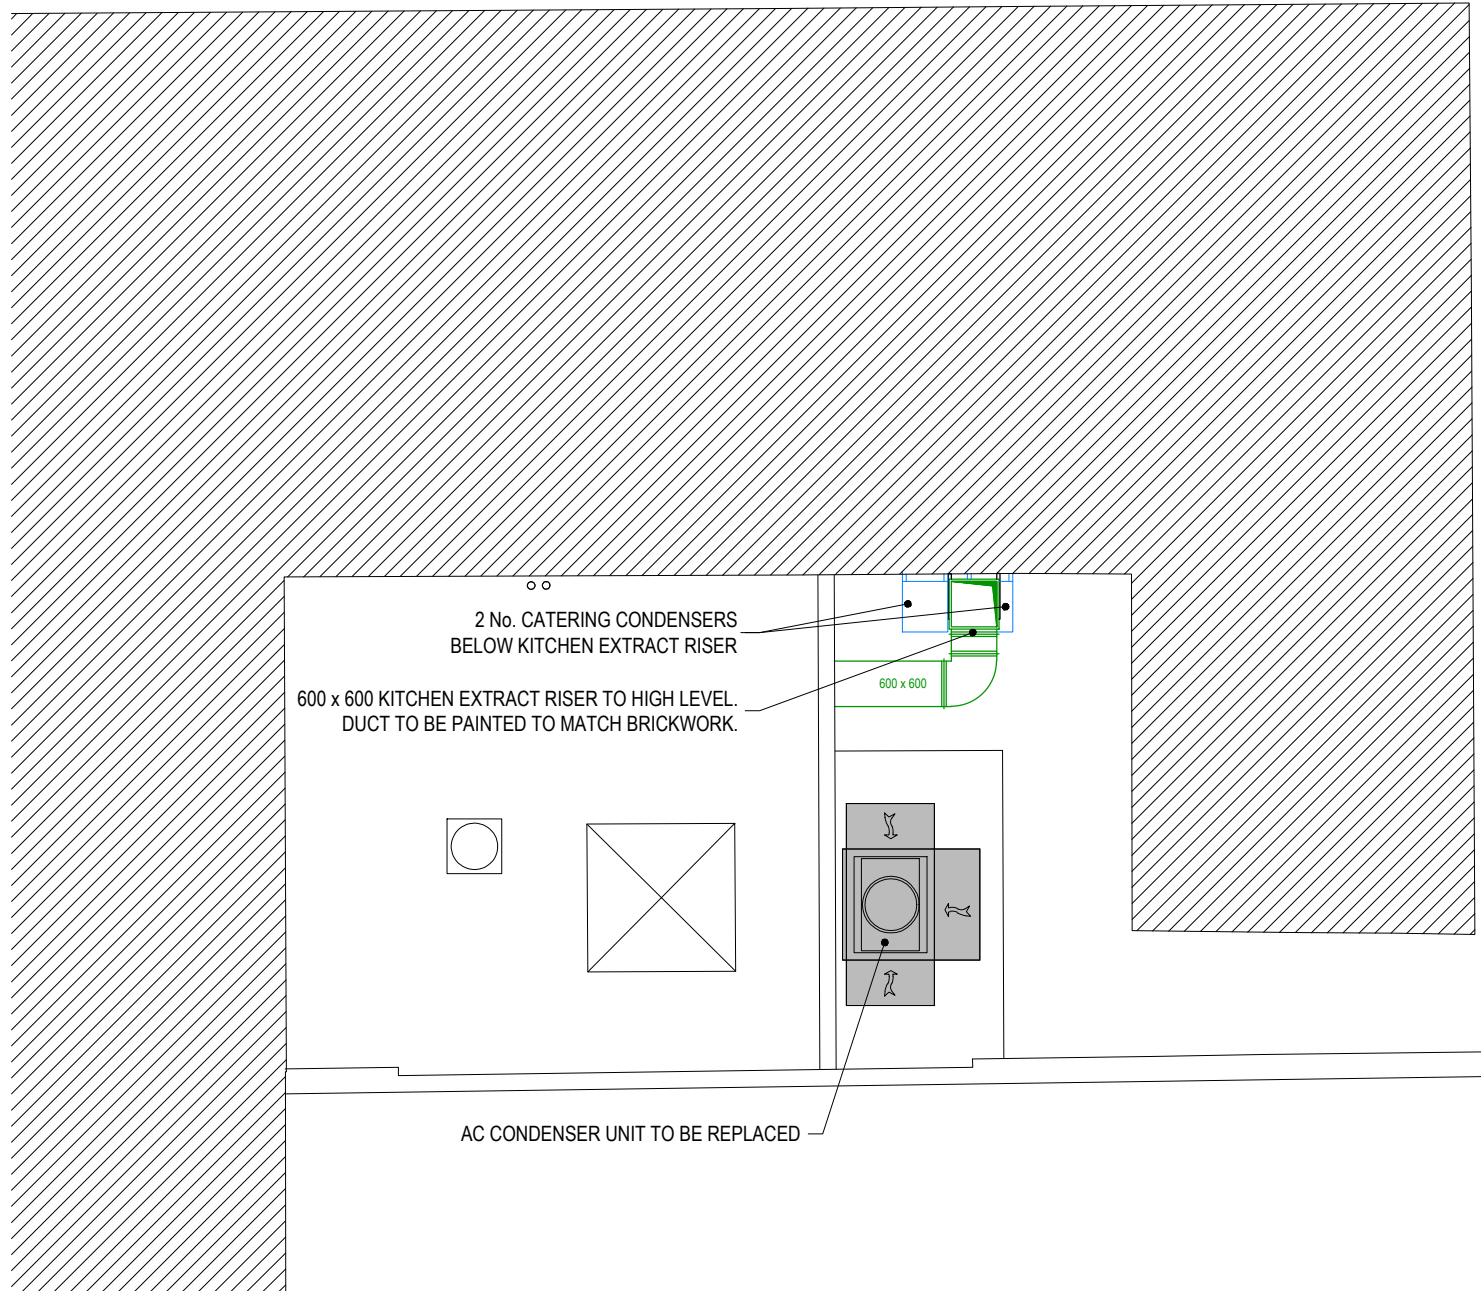 2 No. CATERING CONDENSERS
BELOW KITCHEN EXTRACT RISER
600 x 600 KITCHEN EXTRACT RISER TO HIGH LEVEL.
DUCT TO BE PAINTED TO MATCH BRICKWORK.
600 x 600
AC CONDENSER UNIT TO BE REPLACED